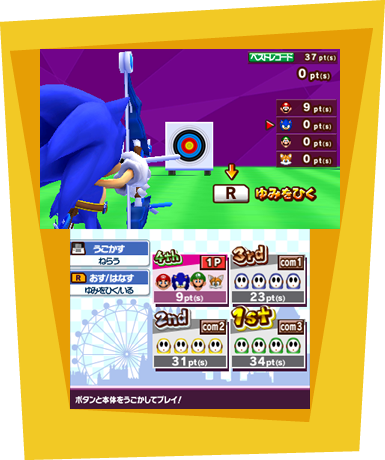 ベストレコード 37 pt(s)
0 pt(s)
9 pt(s)
0 pt(s)
0 pt(s)
0 pt(s)
R ゆみをひく
うごかす
ねらう
R おす/はなす
ゆみをひく/いる
4th 1P
9pt(s)
3rd com1
23pt(s)
2nd com2
31pt(s)
1st com3
34pt(s)
ボタンと本体をうごかしてプレイ!